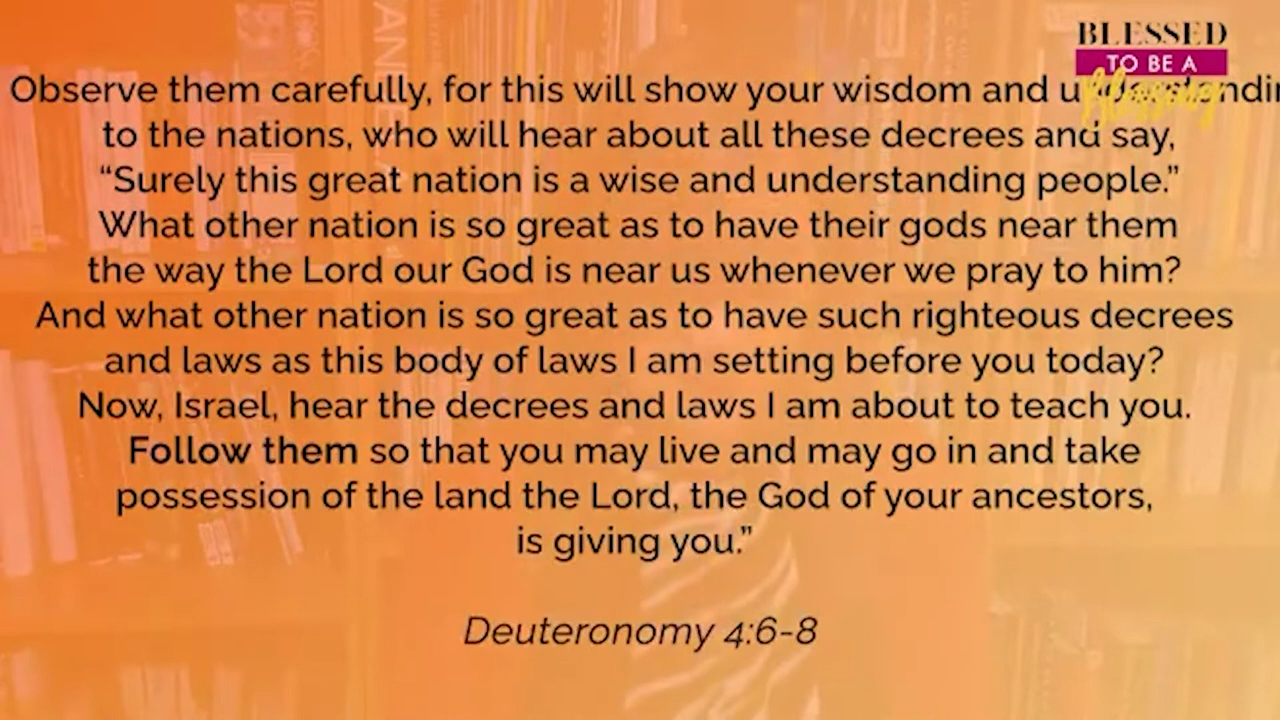 BLESSED
TO BE A
Blessing
Observe them carefully, for this will show your wisdom and understandin
to the nations, who will hear about all these decrees and say,
“Surely this great nation is a wise and understanding people.”
What other nation is so great as to have their gods near them
the way the Lord our God is near us whenever we pray to him?
And what other nation is so great as to have such righteous decrees
and laws as this body of laws I am setting before you today?
Now, Israel, hear the decrees and laws I am about to teach you.
Follow them so that you may live and may go in and take
possession of the land the Lord, the God of your ancestors,
is giving you.”
Deuteronomy 4:6-8